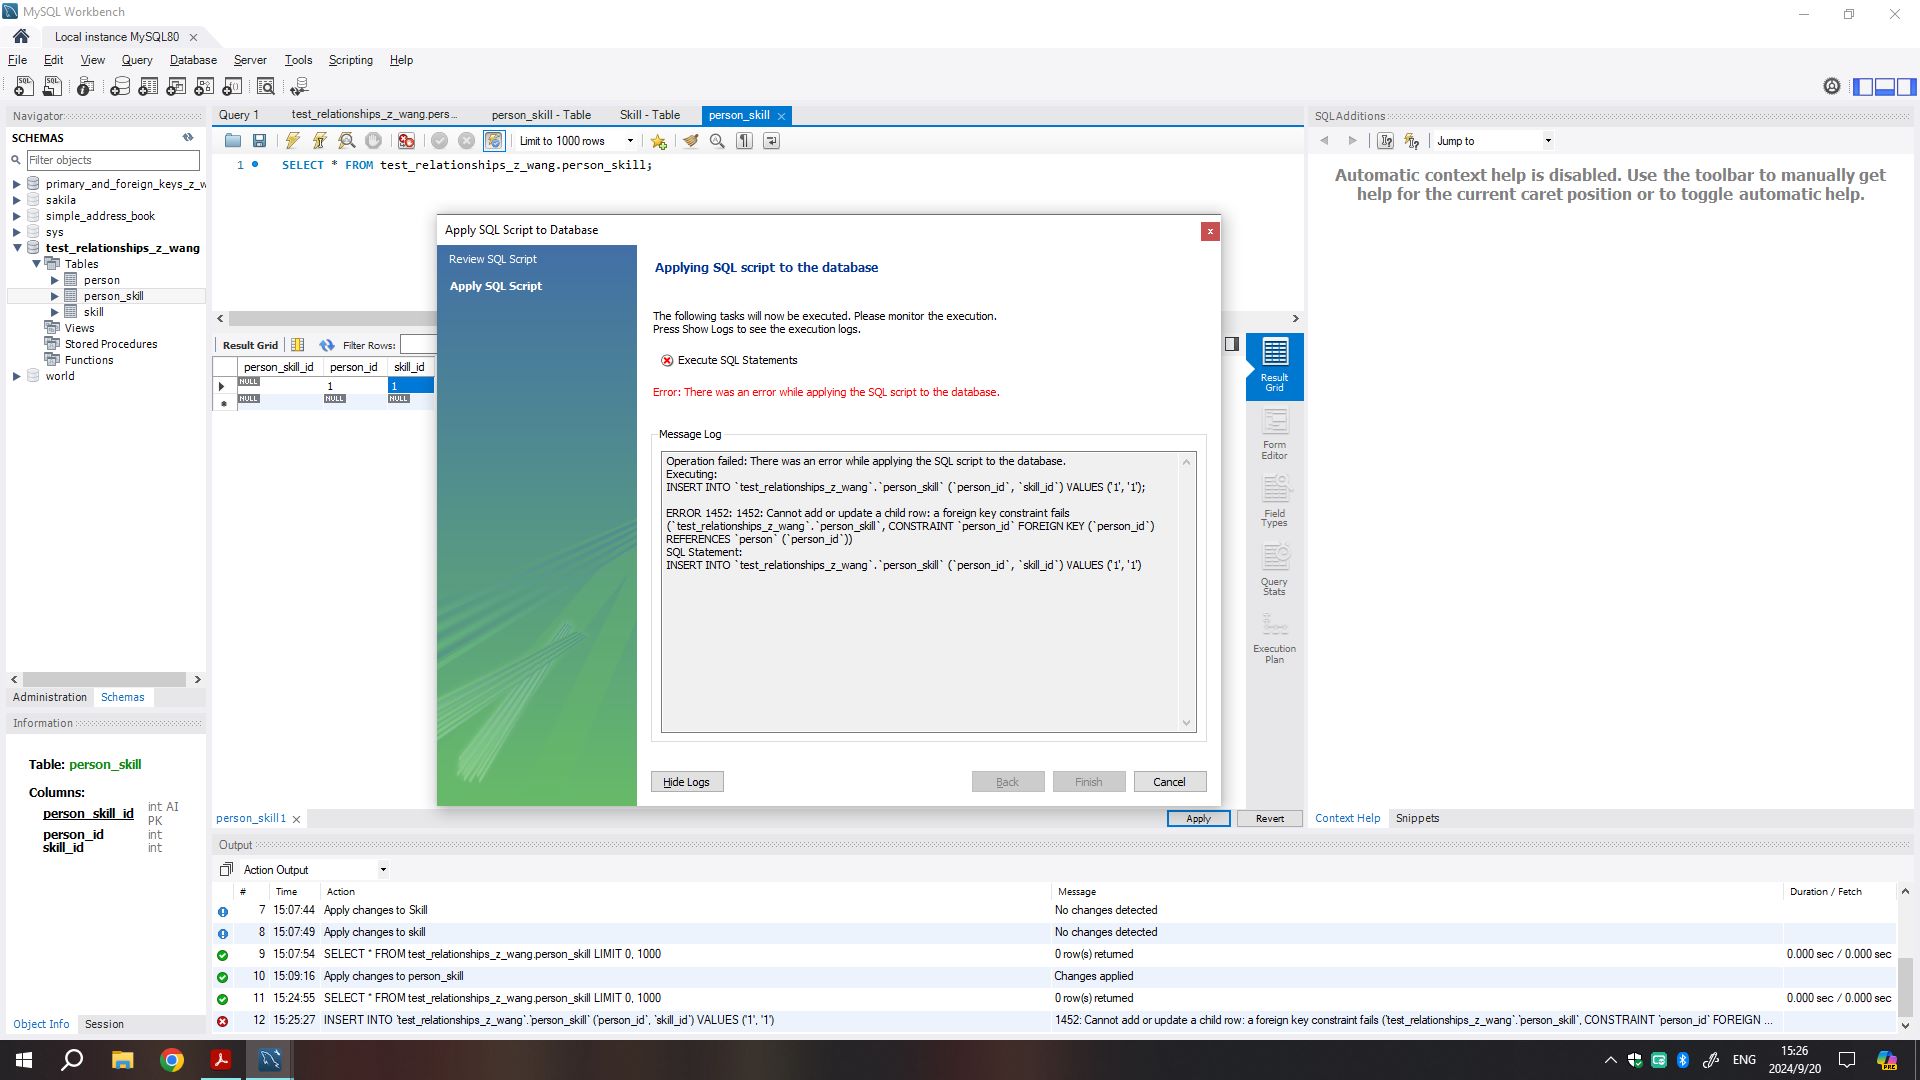 MySQL Workbench
Local instance MySQL80
File Edit View Query Database Server Tools Scripting Help
Navigator
SCHEMAS
Filter objects
primary_and_foreign_keys_z_w
sakila
simple_address_book
sys
test_relationships_z_wang
Tables
person
person_skill
skill
Views
Stored Procedures
Functions
world
Administration Schemas
Information
Table: person_skill
Columns:
person_skill_id int AI PK
person_id int
skill_id int
Object Info Session
Query 1 test_relationships_z_wang.pers... person_skill - Table Skill - Table person_skill
Limit to 1000 rows
1 SELECT * FROM test_relationships_z_wang.person_skill;
Result Grid Filter Rows:
person_skill_id person_id skill_id
NULL 1 1
NULL NULL NULL
Apply SQL Script to Database
x
Review SQL Script
Apply SQL Script
Applying SQL script to the database
The following tasks will now be executed. Please monitor the execution.
Press Show Logs to see the execution logs.
Execute SQL Statements
Error: There was an error while applying the SQL script to the database.
Message Log
Operation failed: There was an error while applying the SQL script to the database.
Executing:
INSERT INTO `test_relationships_z_wang`.`person_skill` (`person_id`, `skill_id`) VALUES ('1', '1');
ERROR 1452: 1452: Cannot add or update a child row: a foreign key constraint fails
(`test_relationships_z_wang`.`person_skill`, CONSTRAINT `person_id` FOREIGN KEY (`person_id`)
REFERENCES `person` (`person_id`))
SQL Statement:
INSERT INTO `test_relationships_z_wang`.`person_skill` (`person_id`, `skill_id`) VALUES ('1', '1')
Hide Logs Back Finish Cancel
Result Grid
Form Editor
Field Types
Query Stats
Execution Plan
person_skill 1 Apply Revert
SQLAdditions
Jump to
Automatic context help is disabled. Use the toolbar to manually get
help for the current caret position or to toggle automatic help.
Context Help Snippets
Output
Action Output
# Time Action Message Duration / Fetch
7 15:07:44 Apply changes to Skill No changes detected
8 15:07:49 Apply changes to skill No changes detected
9 15:07:54 SELECT * FROM test_relationships_z_wang.person_skill LIMIT 0, 1000 0 row(s) returned 0.000 sec / 0.000 sec
10 15:09:16 Apply changes to person_skill Changes applied
11 15:24:55 SELECT * FROM test_relationships_z_wang.person_skill LIMIT 0, 1000 0 row(s) returned 0.000 sec / 0.000 sec
12 15:25:27 INSERT INTO `test_relationships_z_wang`.`person_skill` (`person_id`, `skill_id`) VALUES ('1', '1') 1452: Cannot add or update a child row: a foreign key constraint fails (`test_relationships_z_wang`.`person_skill`, CONSTRAINT `person_id` FOREIGN ...
ENG
15:26
2024/9/20